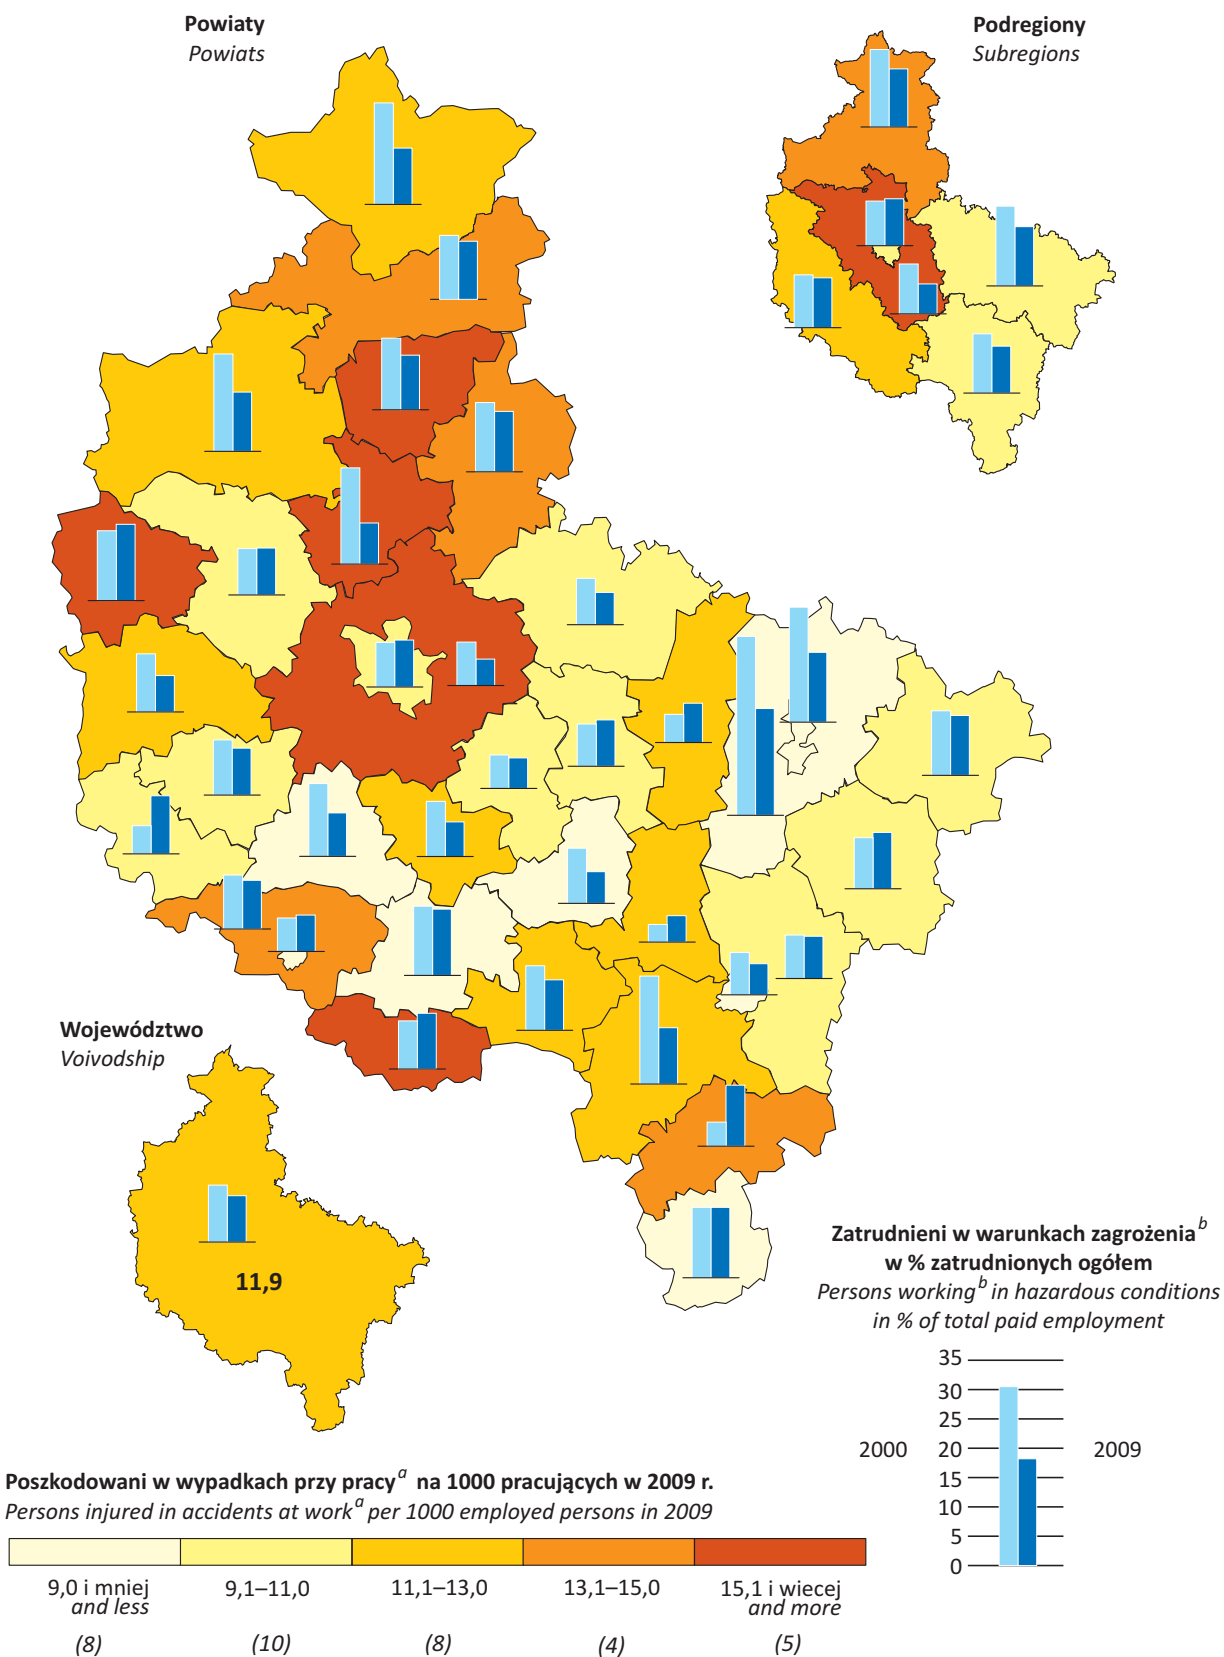 Powiaty
Powiats
Podregiony
Subregions
Województwo
Voivodship
11,9
Zatrudnieni w warunkach zagrożenia b
w % zatrudnionych ogółem
Persons working b in hazardous conditions
in % of total paid employment
35
30
25
20
15
10
5
0
2000
2009
Poszkodowani w wypadkach przy pracy a na 1000 pracujących w 2009 r.
Persons injured in accidents at work a per 1000 employed persons in 2009
9,0 i mniej
and less
9,1–11,0
11,1–13,0
13,1–15,0
15,1 i wiecej
and more
(8)
(10)
(8)
(4)
(5)